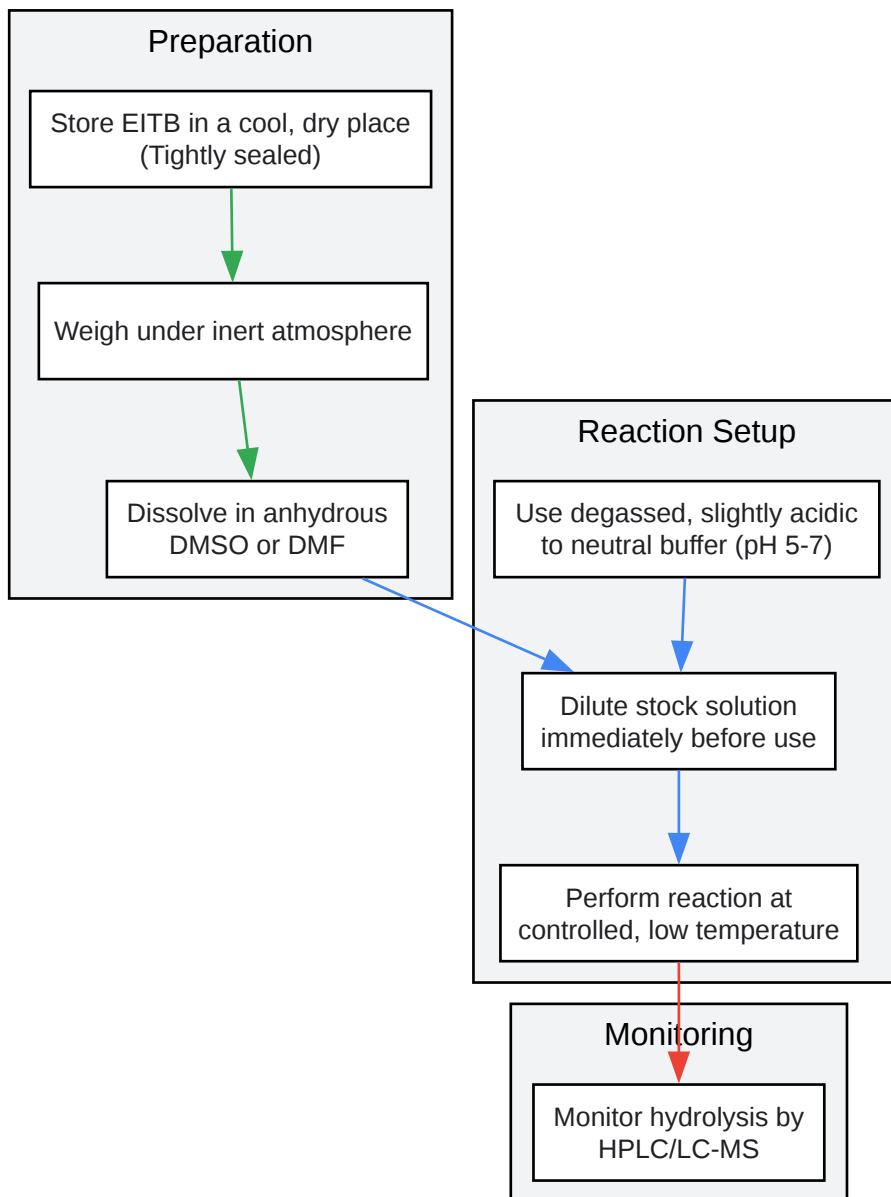 Preparation
Store EITB in a cool, dry place
(Tightly sealed)
Weigh under inert atmosphere
Dissolve in anhydrous
DMSO or DMF
Reaction Setup
Use degassed, slightly acidic
to neutral buffer (pH 5-7)
Dilute stock solution
immediately before use
Perform reaction at
controlled, low temperature
Monitoring
Monitor hydrolysis by
HPLC/LC-MS